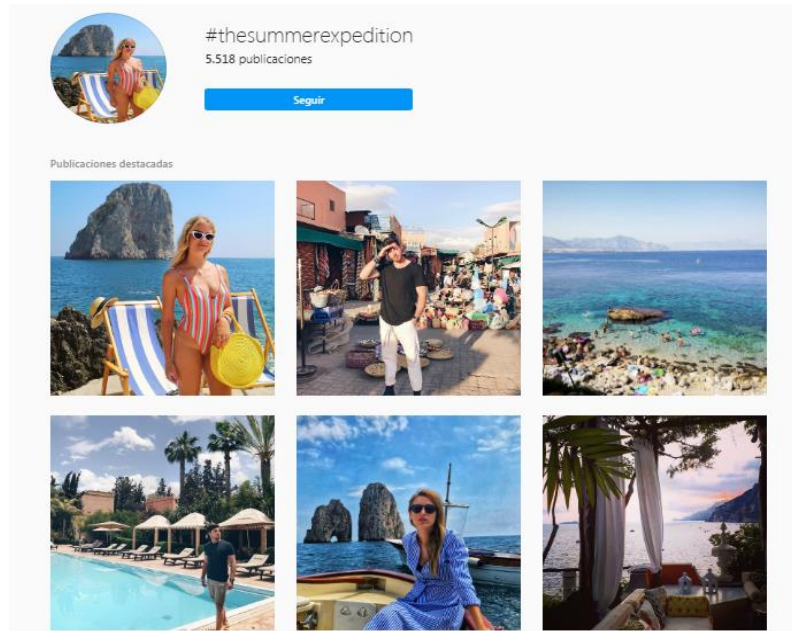 #thesummerexpedition
5.518 publicaciones
Seguir
Publicaciones destacadas